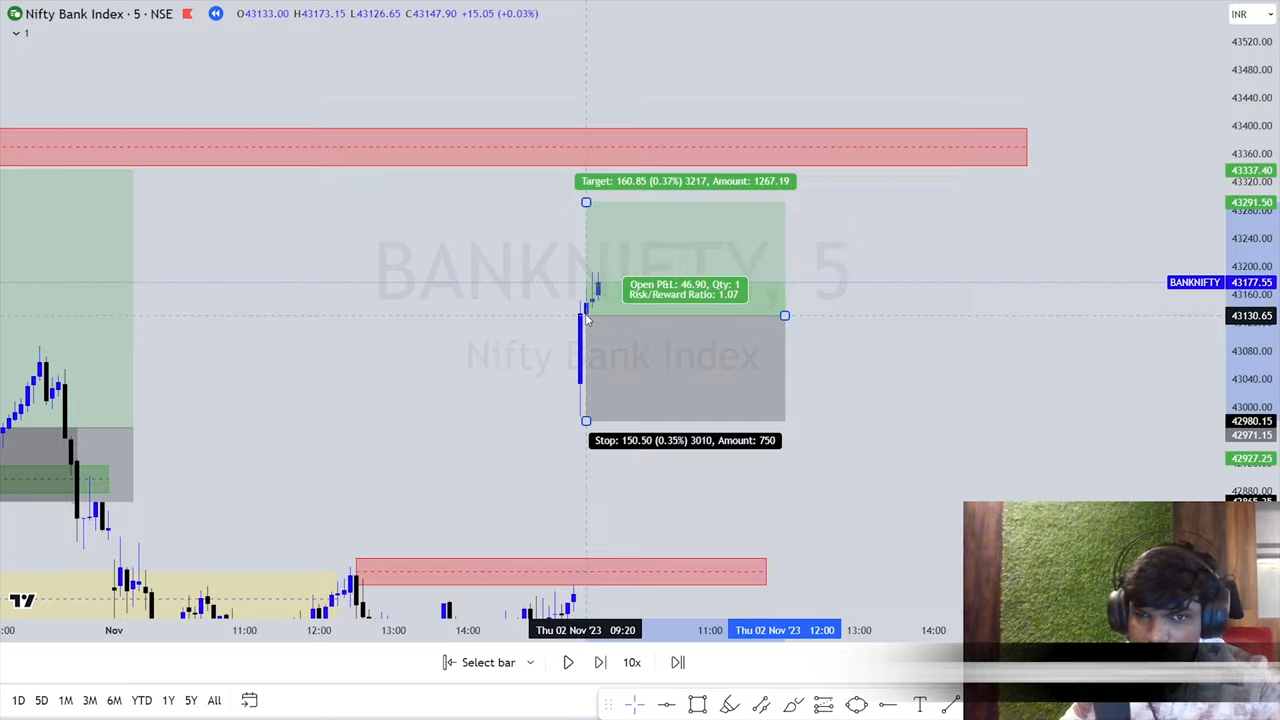 Nifty Bank Index · 5 · NSE O43133.00 H43173.15 L43126.65 C43147.90 +15.05 (+0.03%)
INR
1
43520.00
43480.00
43440.00
43400.00
43360.00
43337.40
43320.00
Target: 160.85 (0.37%) 3217, Amount: 1267.19
43291.50
43280.00
BANKNIFTY, 5
43240.00
43200.00
Open P&L: 46.90, Qty: 1
Risk/Reward Ratio: 1.07
BANKNIFTY 43177.55
43160.00
43130.65
Nifty Bank Index
43080.00
43040.00
43000.00
42980.15
Stop: 150.50 (0.35%) 3010, Amount: 750
42971.15
42927.25
42880.00
:00 Nov 11:00 12:00 13:00 14:00 Thu 02 Nov '23 09:20 11:00 Thu 02 Nov '23 12:00 13:00 14:00
Select bar 10x
1D 5D 1M 3M 6M YTD 1Y 5Y All